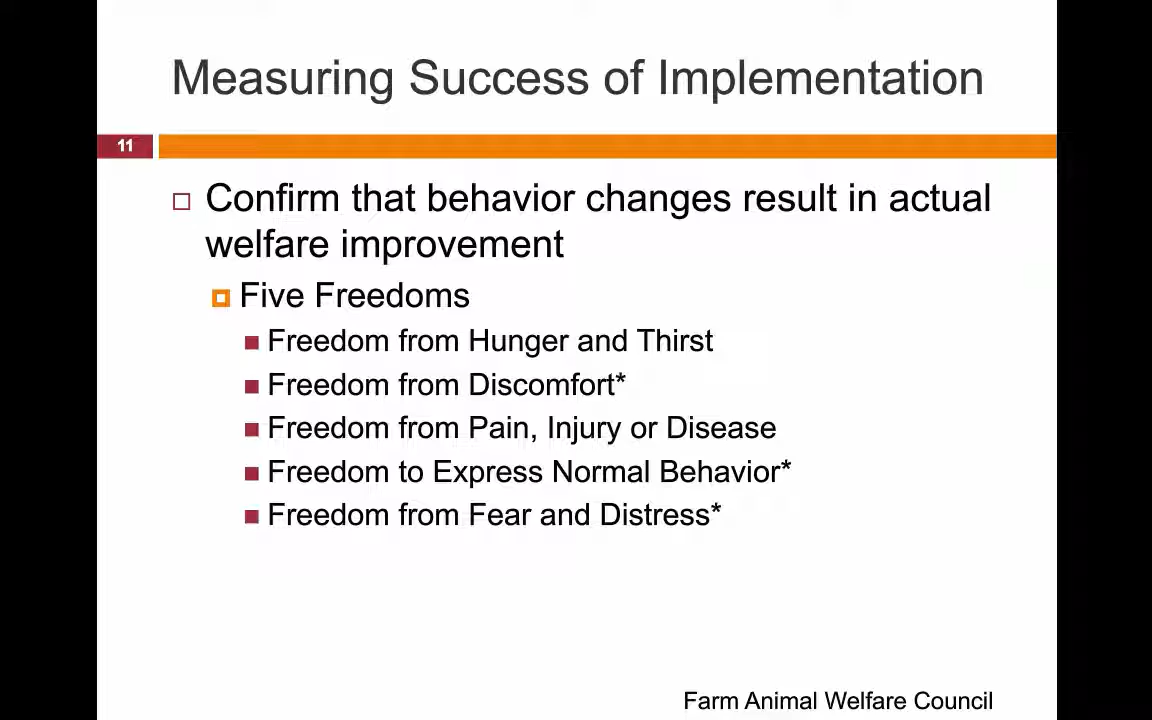 Measuring Success of Implementation
11
Confirm that behavior changes result in actual
welfare improvement
Five Freedoms
Freedom from Hunger and Thirst
Freedom from Discomfort*
Freedom from Pain, Injury or Disease
Freedom to Express Normal Behavior*
Freedom from Fear and Distress*
Farm Animal Welfare Council